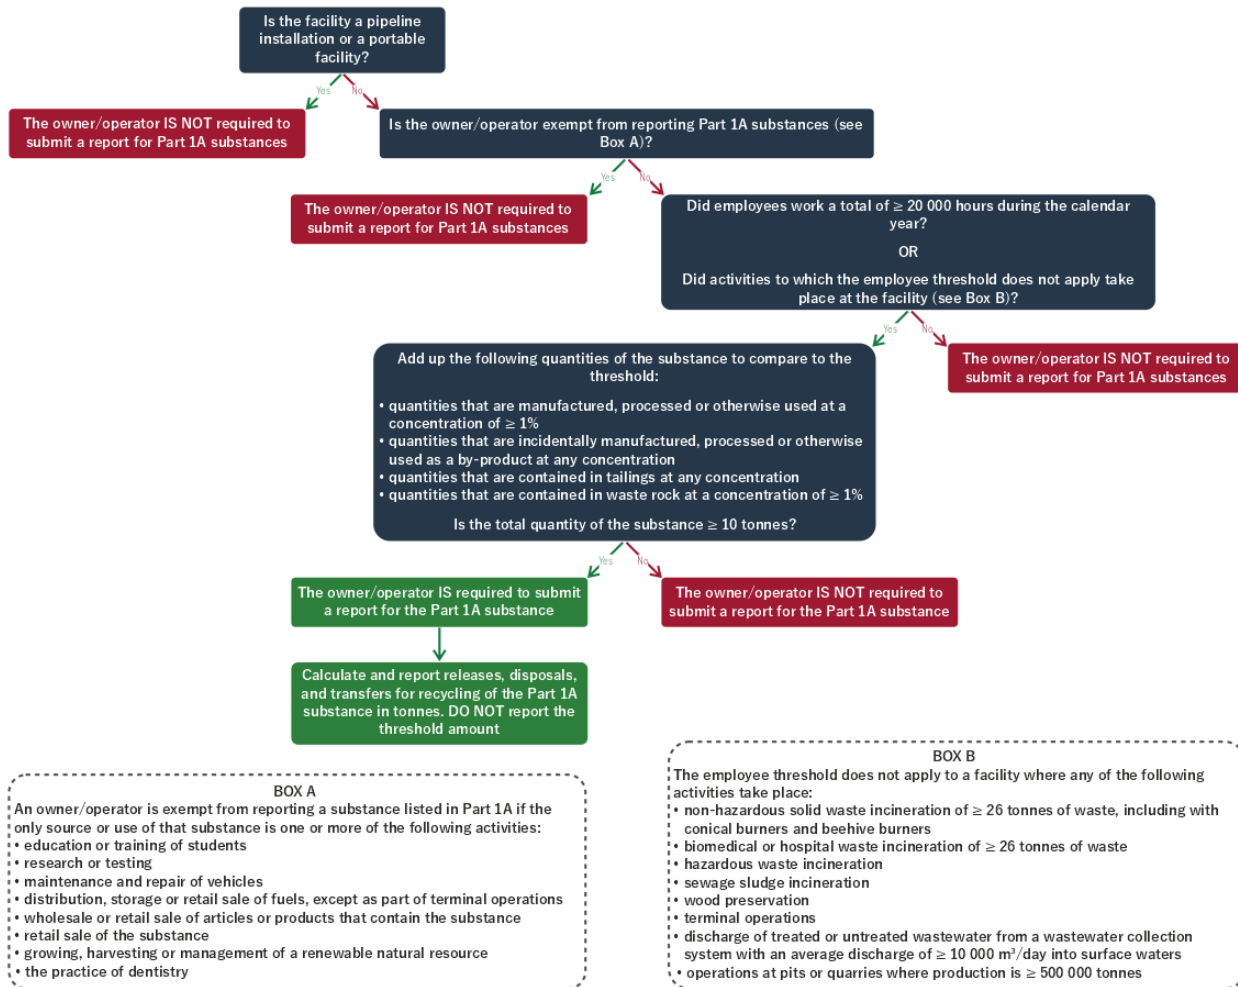 Is the facility a pipeline
installation or a portable
facility?
Yes
No
The owner/operator IS NOT required to
submit a report for Part 1A substances
Is the owner/operator exempt from reporting Part 1A substances (see
Box A)?
Yes
No
The owner/operator IS NOT required to
submit a report for Part 1A substances
Did employees work a total of ≥ 20 000 hours during the calendar
year?
OR
Did activities to which the employee threshold does not apply take
place at the facility (see Box B)?
Yes
No
The owner/operator IS NOT required to
submit a report for Part 1A substances
Add up the following quantities of the substance to compare to the
threshold:
• quantities that are manufactured, processed or otherwise used at a
concentration of ≥ 1%
• quantities that are incidentally manufactured, processed or otherwise
used as a by-product at any concentration
• quantities that are contained in tailings at any concentration
• quantities that are contained in waste rock at a concentration of ≥ 1%
Is the total quantity of the substance ≥ 10 tonnes?
Yes
No
The owner/operator IS required to submit
a report for the Part 1A substance
The owner/operator IS NOT required to
submit a report for the Part 1A substance
Calculate and report releases, disposals,
and transfers for recycling of the Part 1A
substance in tonnes. DO NOT report the
threshold amount
BOX A
An owner/operator is exempt from reporting a substance listed in Part 1A if the
only source or use of that substance is one or more of the following activities:
• education or training of students
• research or testing
• maintenance and repair of vehicles
• distribution, storage or retail sale of fuels, except as part of terminal operations
• wholesale or retail sale of articles or products that contain the substance
• retail sale of the substance
• growing, harvesting or management of a renewable natural resource
• the practice of dentistry
BOX B
The employee threshold does not apply to a facility where any of the following
activities take place:
• non-hazardous solid waste incineration of ≥ 26 tonnes of waste, including with
conical burners and beehive burners
• biomedical or hospital waste incineration of ≥ 26 tonnes of waste
• hazardous waste incineration
• sewage sludge incineration
• wood preservation
• terminal operations
• discharge of treated or untreated wastewater from a wastewater collection
system with an average discharge of ≥ 10 000 m³/day into surface waters
• operations at pits or quarries where production is ≥ 500 000 tonnes